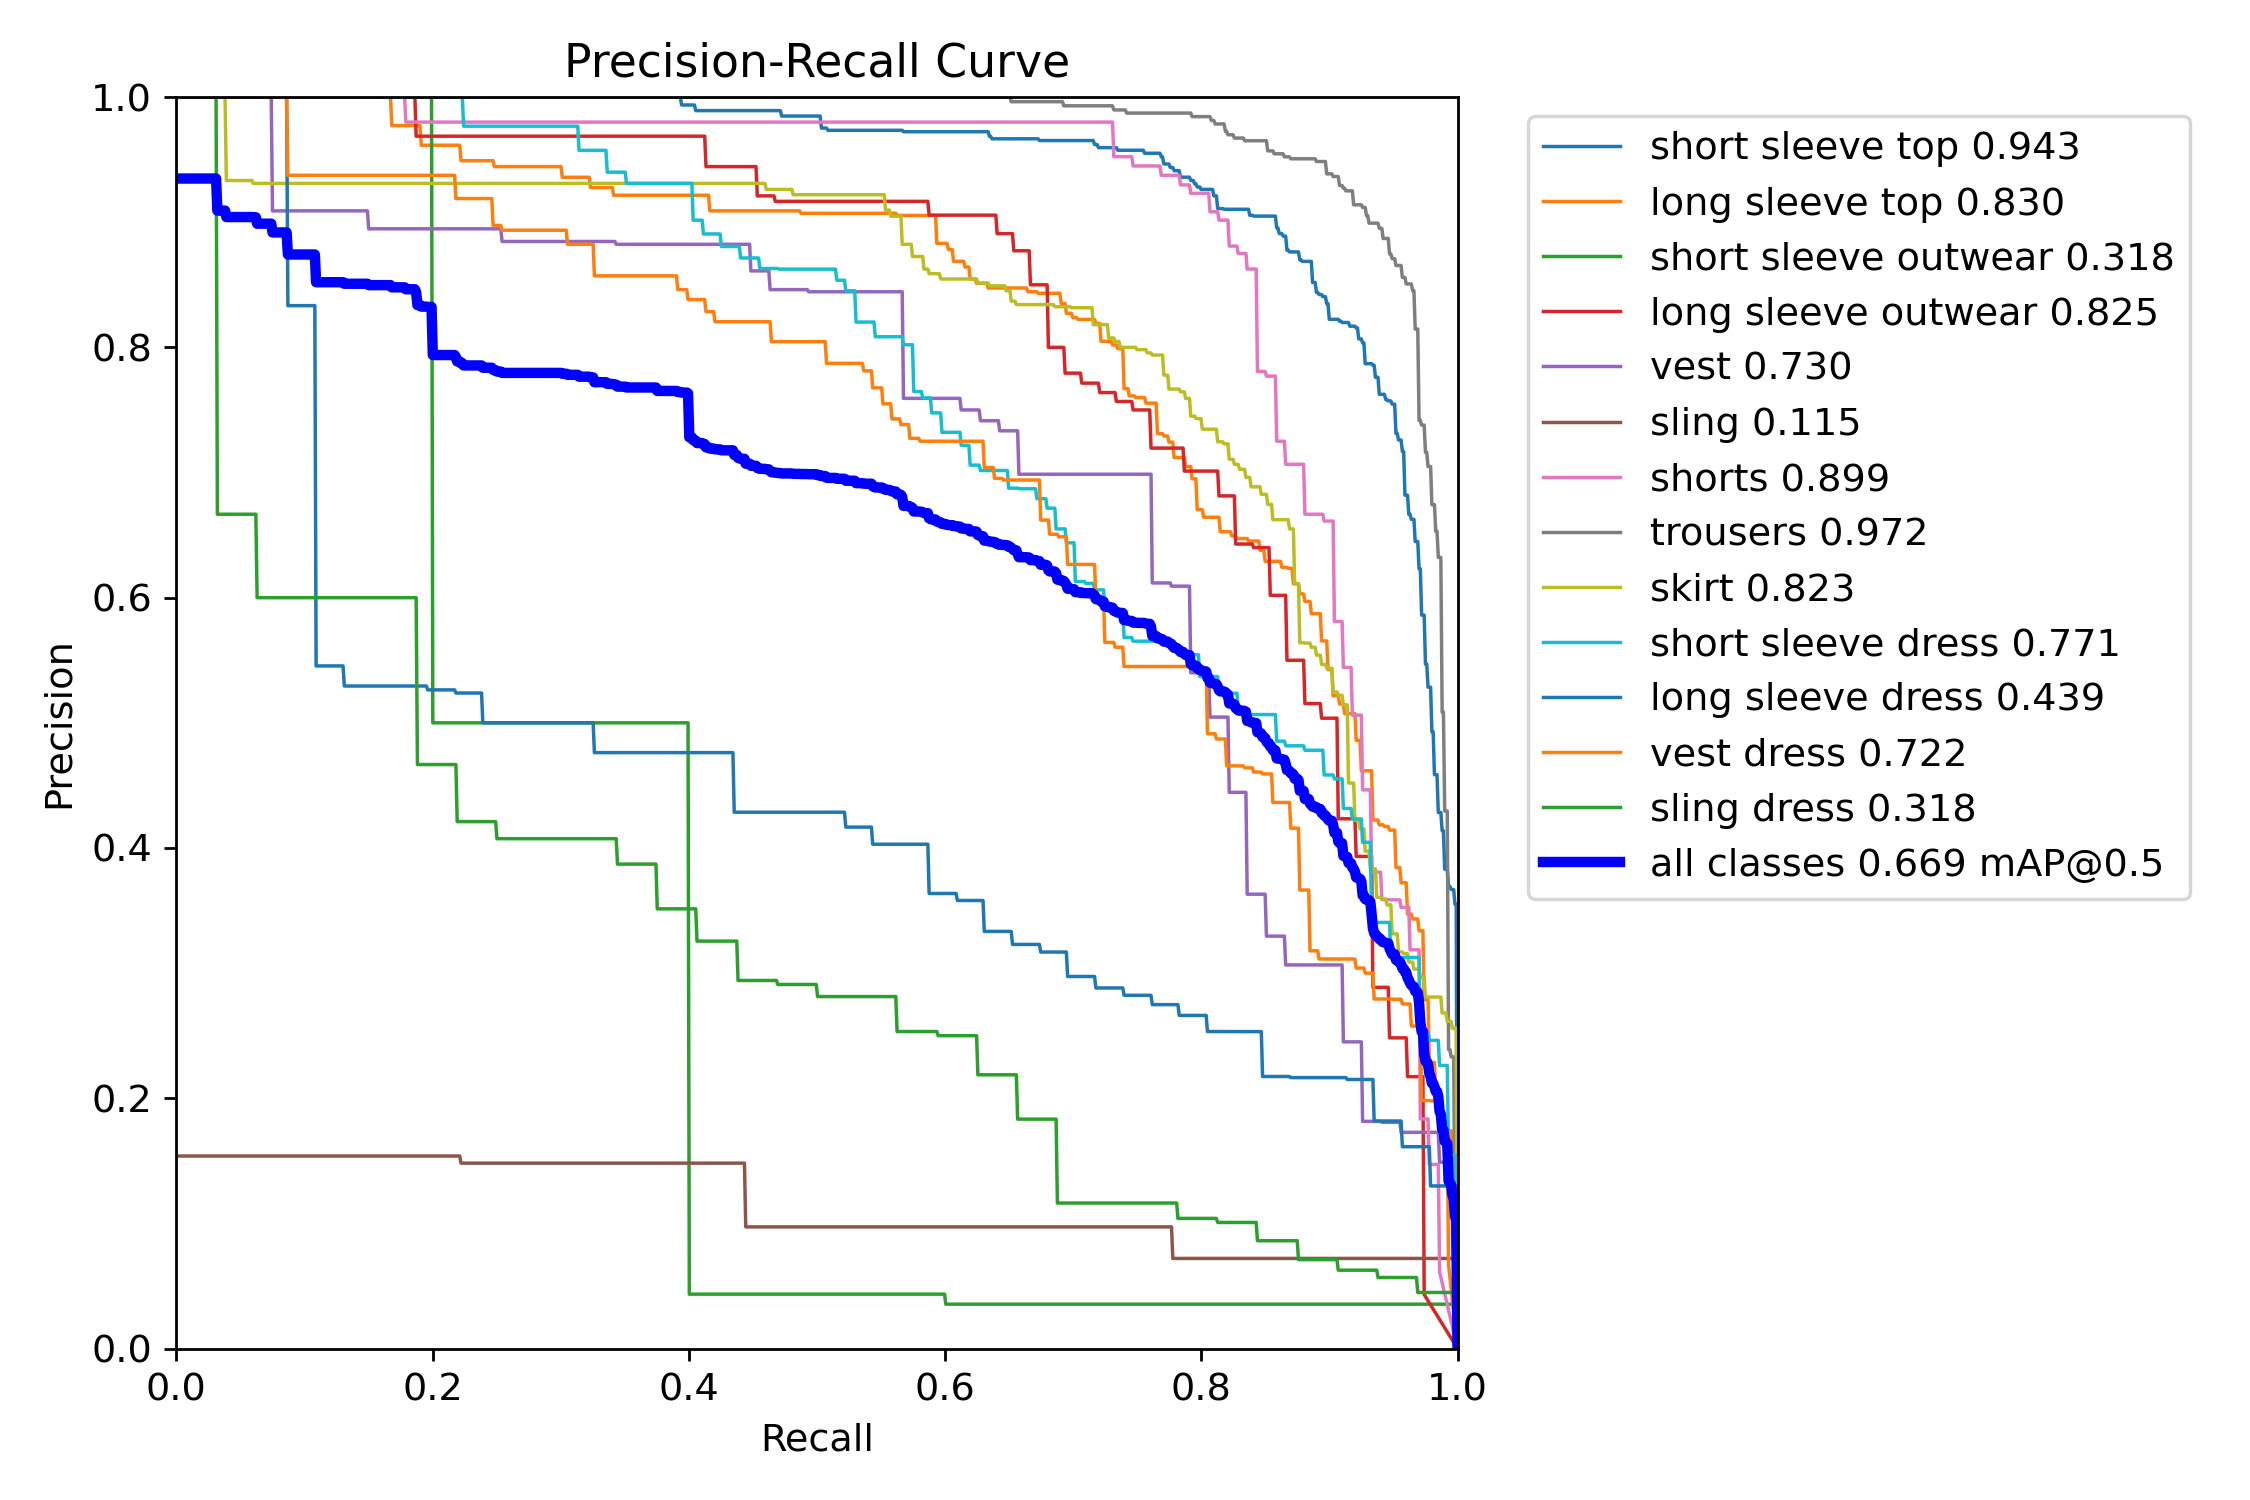 Precision-Recall Curve
1.0
0.8
0.6
0.4
0.2
0.0
Precision
0.0 0.2 0.4 0.6 0.8 1.0
Recall
short sleeve top 0.943
long sleeve top 0.830
short sleeve outwear 0.318
long sleeve outwear 0.825
vest 0.730
sling 0.115
shorts 0.899
trousers 0.972
skirt 0.823
short sleeve dress 0.771
long sleeve dress 0.439
vest dress 0.722
sling dress 0.318
all classes 0.669 mAP@0.5